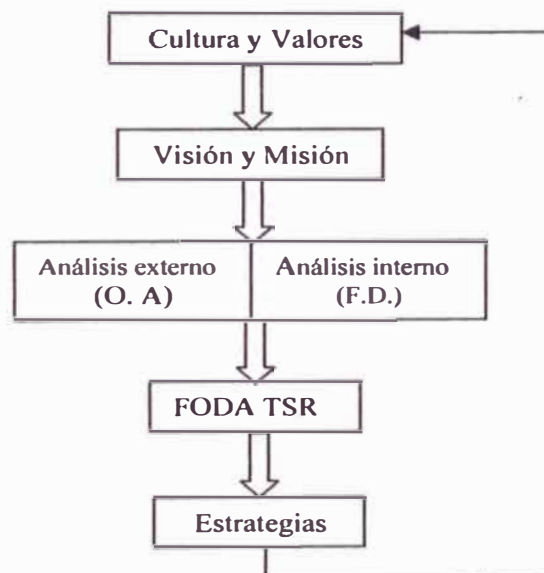 Cultura y Valores
Visión y Misión
Análisis externo
(O. A)
Análisis interno
(F.D.)
FODA TSR
Estrategias